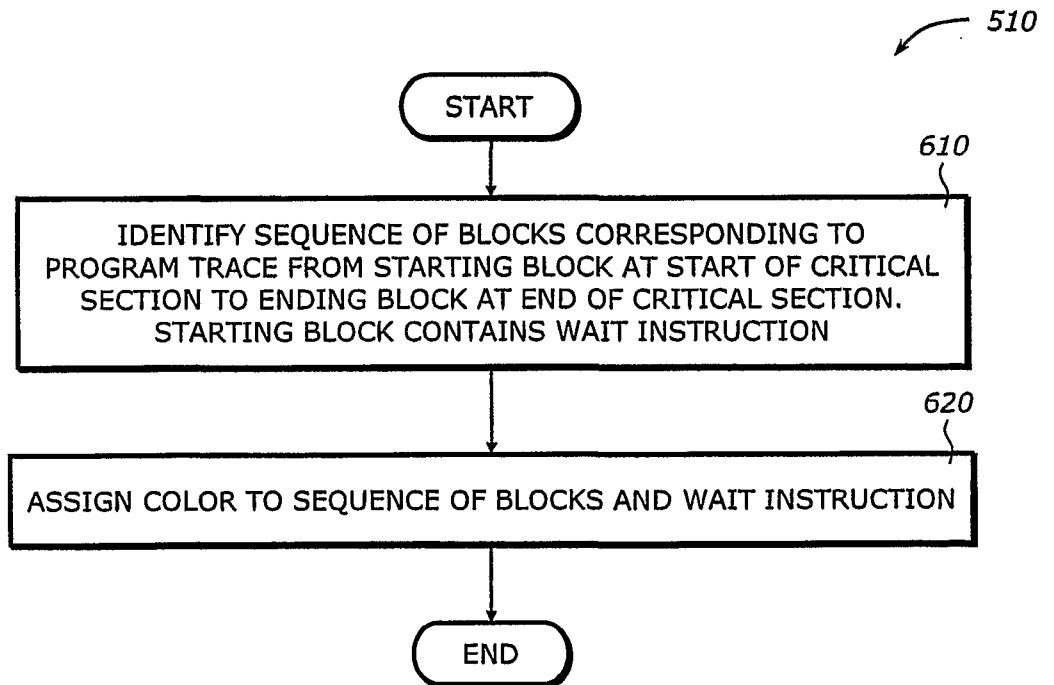 510
START
610
IDENTIFY SEQUENCE OF BLOCKS CORRESPONDING TO
PROGRAM TRACE FROM STARTING BLOCK AT START OF CRITICAL
SECTION TO ENDING BLOCK AT END OF CRITICAL SECTION.
STARTING BLOCK CONTAINS WAIT INSTRUCTION
620
ASSIGN COLOR TO SEQUENCE OF BLOCKS AND WAIT INSTRUCTION
END